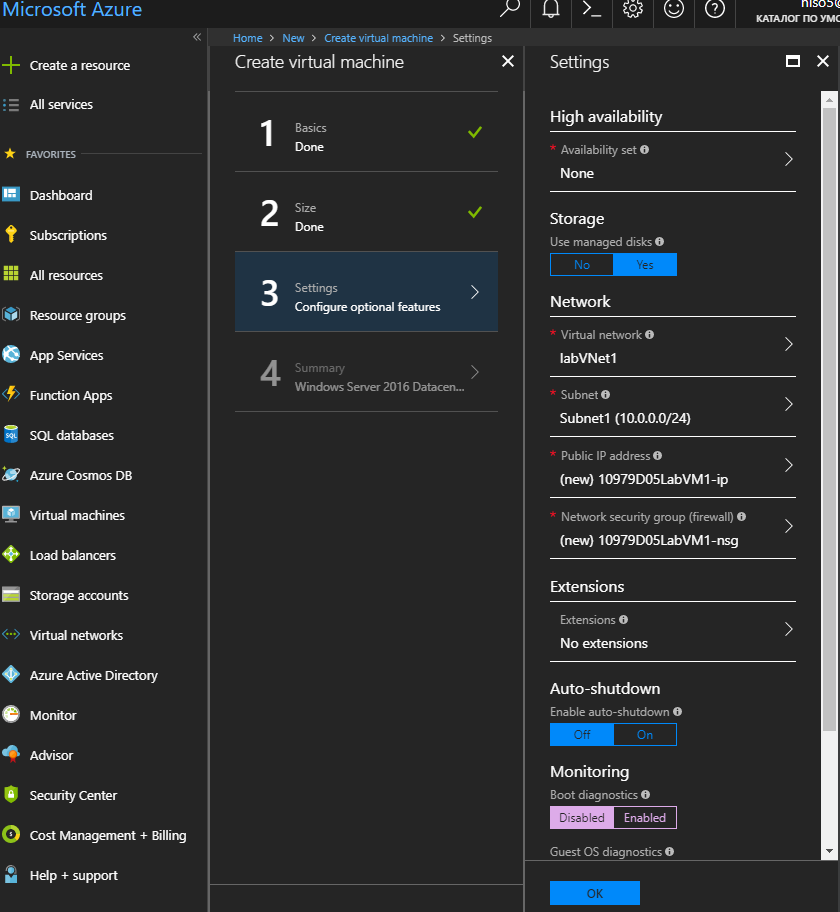 Microsoft Azure
КАТАЛОГ ПО
Create a resource
All services
FAVORITES
Dashboard
Subscriptions
All resources
Resource groups
App Services
Function Apps
SQL databases
Azure Cosmos DB
Virtual machines
Load balancers
Storage accounts
Virtual networks
Azure Active Directory
Monitor
Advisor
Security Center
Cost Management + Billing
Help + support
Home > New > Create virtual machine > Settings
Create virtual machine
1
Basics
Done
2
Size
Done
3
Settings
Configure optional features
4
Summary
Windows Server 2016 Datacen...
Settings
High availability
* Availability set
None
Storage
Use managed disks
No Yes
Network
* Virtual network
labVNet1
* Subnet
Subnet1 (10.0.0.0/24)
* Public IP address
(new) 10979D05LabVM1-ip
* Network security group (firewall)
(new) 10979D05LabVM1-nsg
Extensions
Extensions
No extensions
Auto-shutdown
Enable auto-shutdown
Off On
Monitoring
Boot diagnostics
Disabled Enabled
Guest OS diagnostics
OK